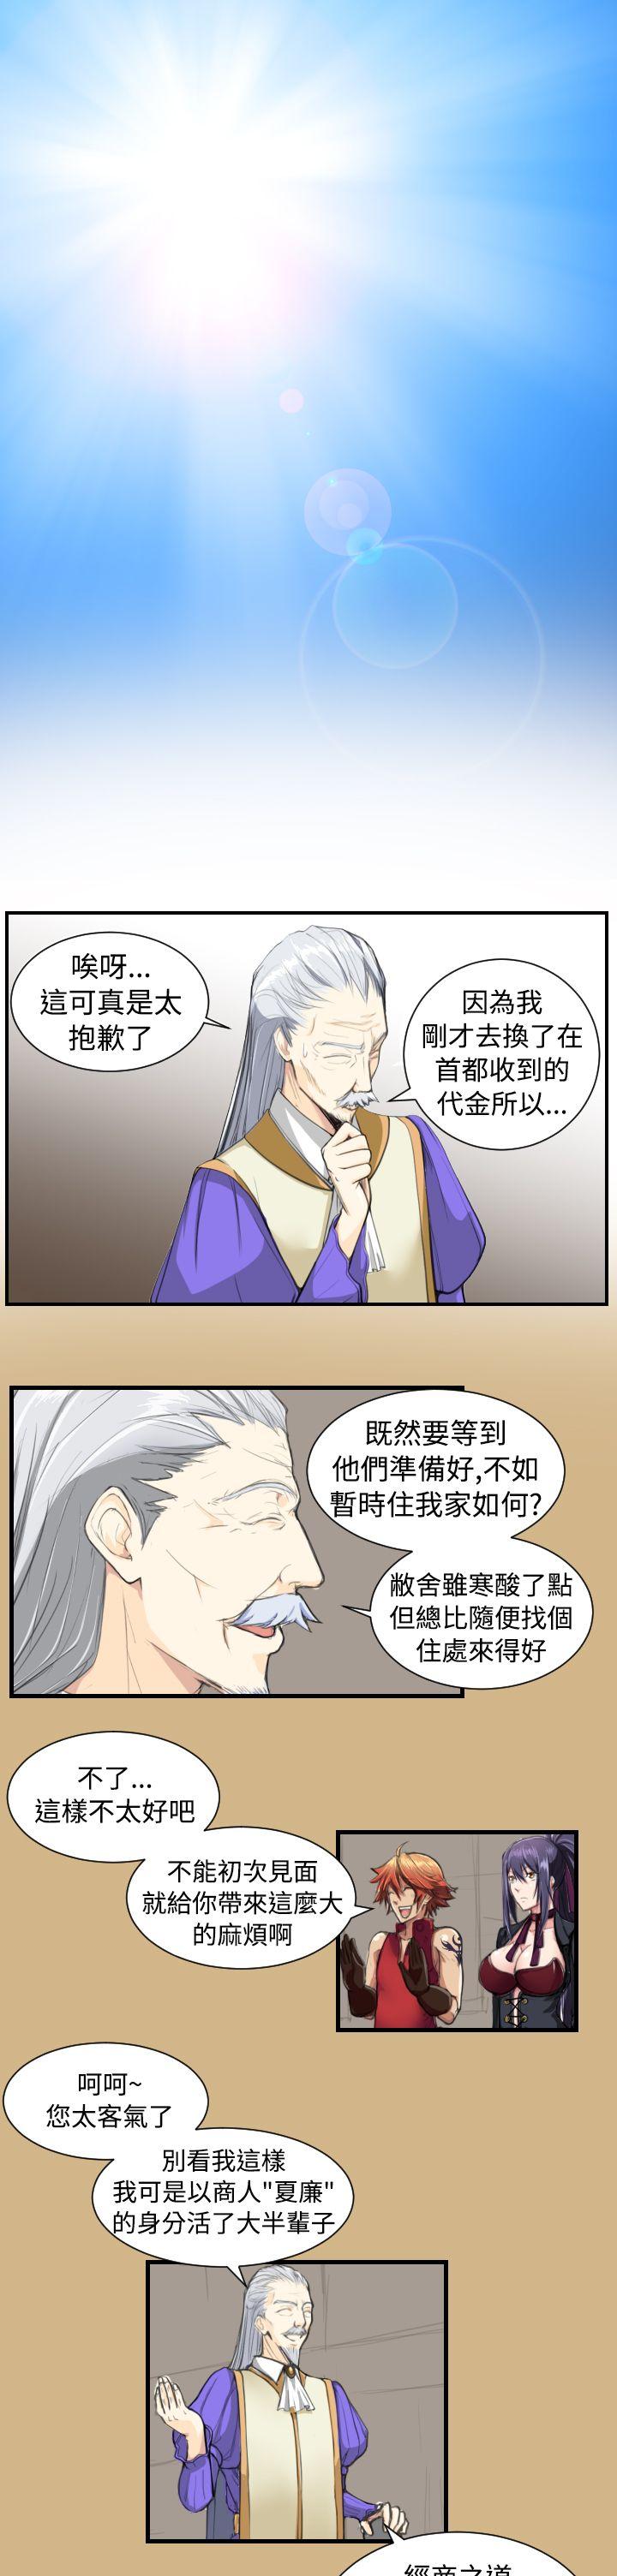 唉呀...
這可真是太
抱歉了
因為我
剛才去換了在
首都收到的
代金所以...
既然要等到
他們準備好,不如
暫時住我家如何?
敝舍雖寒酸了點
但總比隨便找個
住處來得好
不了...
這樣不太好吧
不能初次見面
就給你帶來這麼大
的麻煩啊
呵呵~
您太客氣了
別看我這樣
我可是以商人"夏廉"
的身分活了大半輩子
經商之道